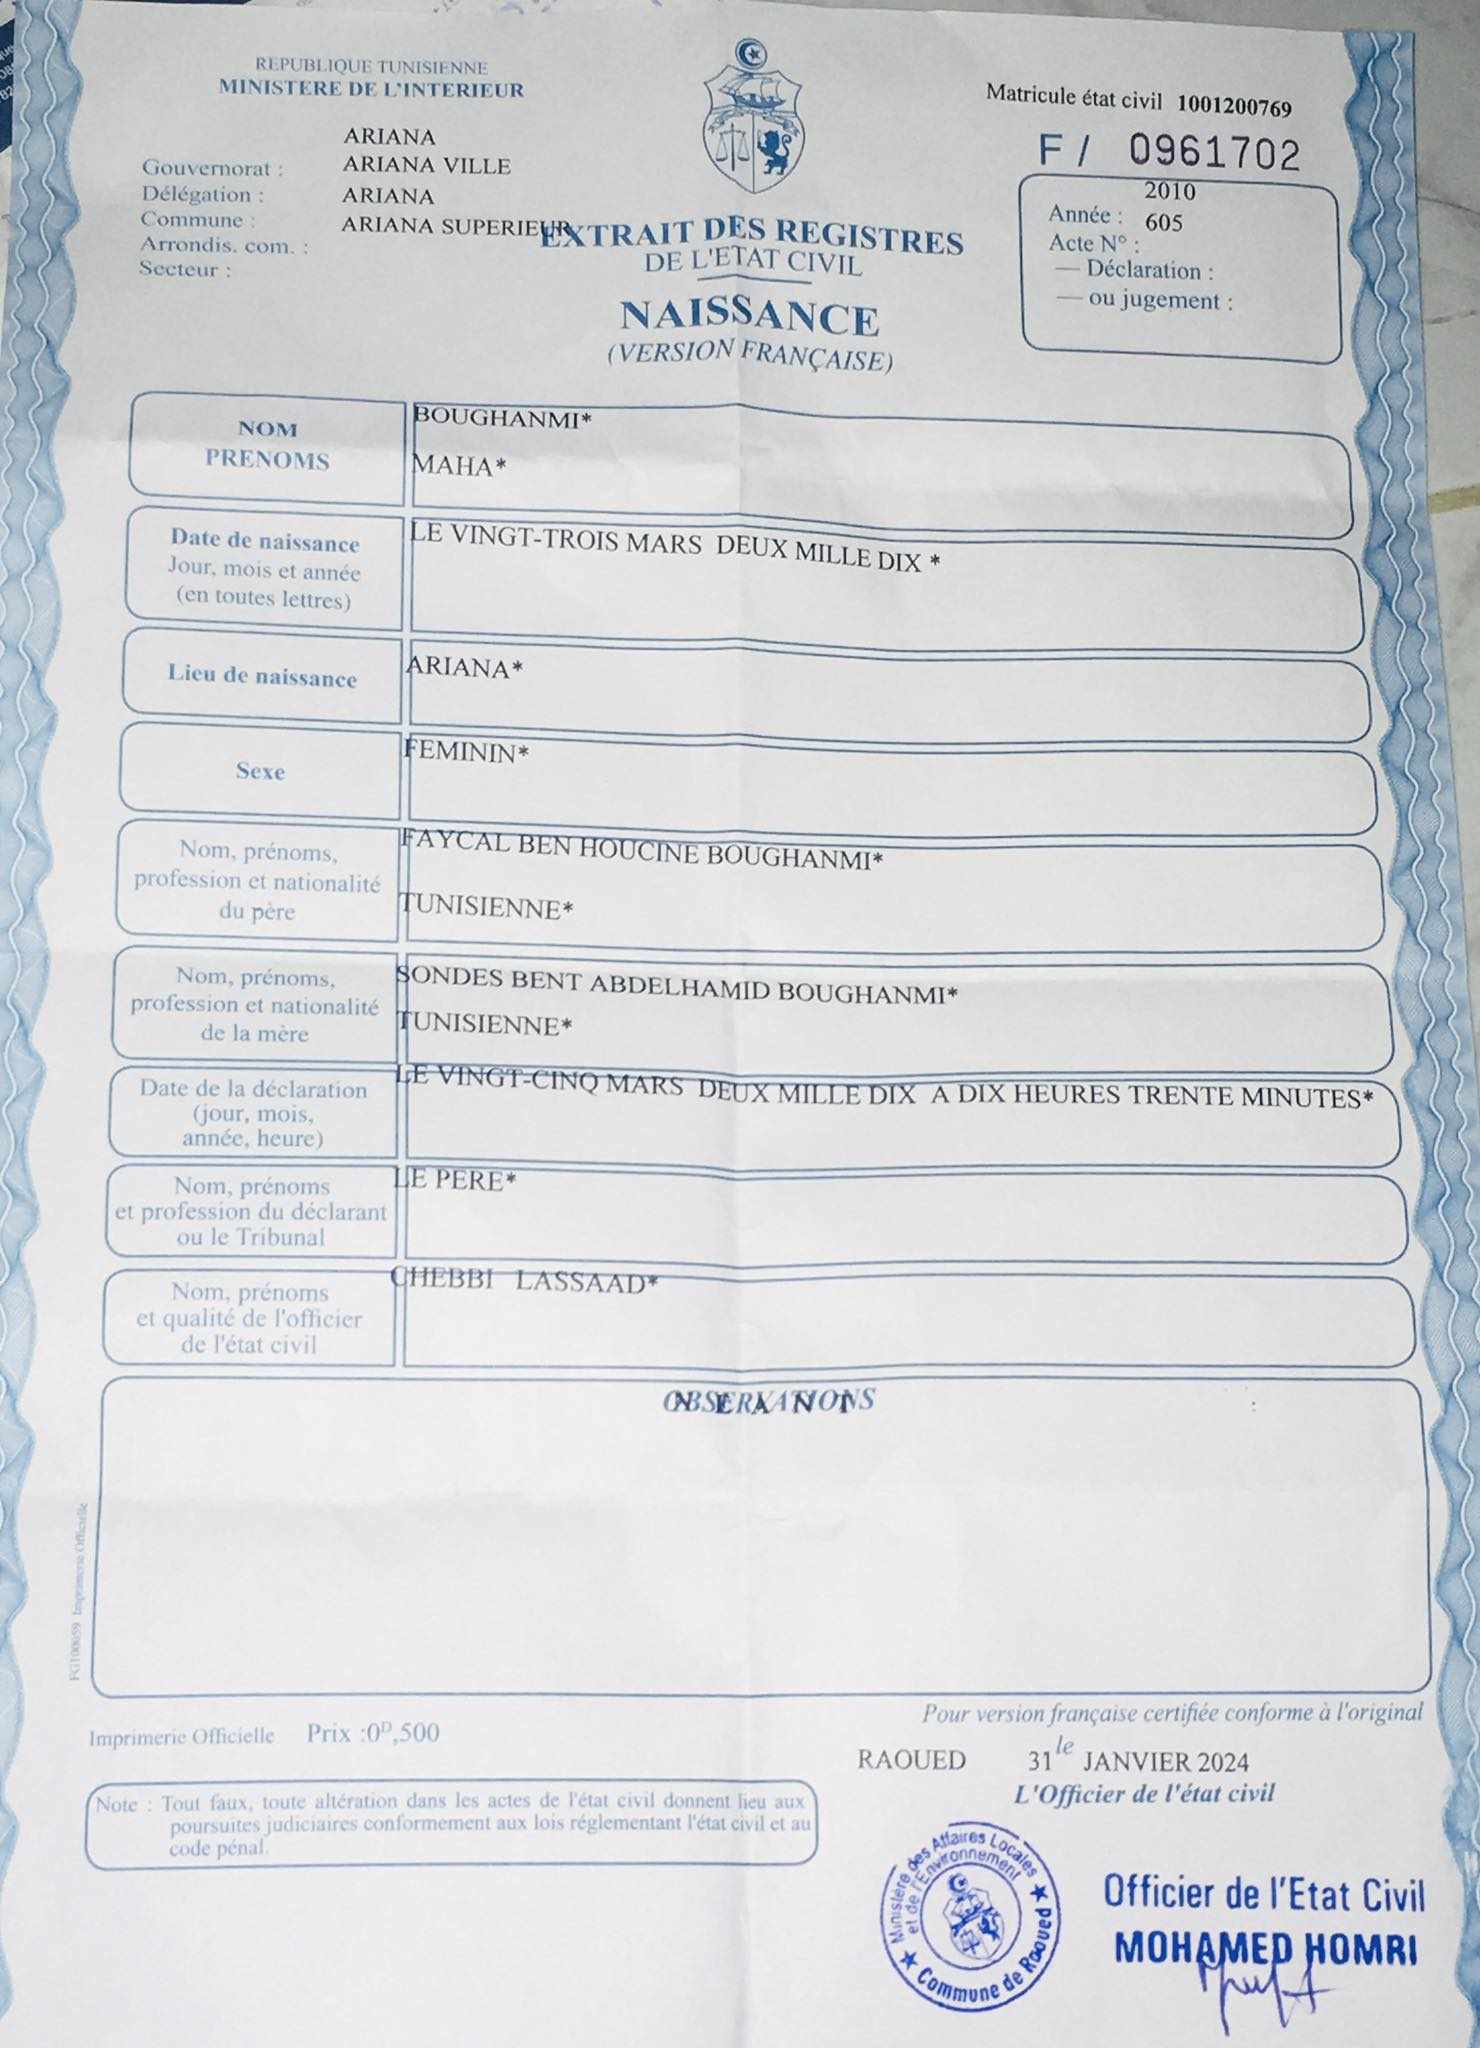 REPUBLIQUE TUNISIENNE
MINISTERE DE L'INTERIEUR
ARIANA
Gouvernorat : ARIANA VILLE
Délégation : ARIANA
Commune : ARIANA SUPERIEUR
Arrondis. com. :
Secteur :
Matricule état civil 1001200769
F / 0961702
2010
Année : 605
Acte N° :
— Déclaration :
— ou jugement :
EXTRAIT DES REGISTRES
DE L'ETAT CIVIL
NAISSANCE
(VERSION FRANÇAISE)
NOM
PRENOMS
BOUGHANMI*
MAHA*
Date de naissance
Jour, mois et année
(en toutes lettres)
LE VINGT-TROIS MARS DEUX MILLE DIX *
Lieu de naissance
ARIANA*
Sexe
FEMININ*
Nom, prénoms,
profession et nationalité
du père
FAYCAL BEN HOUCINE BOUGHANMI*
TUNISIENNE*
Nom, prénoms,
profession et nationalité
de la mère
SONDES BENT ABDELHAMID BOUGHANMI*
TUNISIENNE*
Date de la déclaration
(jour, mois,
année, heure)
LE VINGT-CINQ MARS DEUX MILLE DIX A DIX HEURES TRENTE MINUTES*
Nom, prénoms
et profession du déclarant
ou le Tribunal
LE PERE*
Nom, prénoms
et qualité de l'officier
de l'état civil
CHEBBI LASSAAD*
OBSERVATIONS
N E A N T :
FG100659 Imprimerie Officielle
Imprimerie Officielle Prix :0D,500
Pour version française certifiée conforme à l'original
RAOUED 31 le JANVIER 2024
L'Officier de l'état civil
Note : Tout faux, toute altération dans les actes de l'état civil donnent lieu aux
poursuites judiciaires conformement aux lois réglementant l'état civil et au
code pénal.
Ministère des Affaires Locales
et de l'Environnement
★ Commune de Raoued ★
Officier de l'Etat Civil
MOHAMED HOMRI